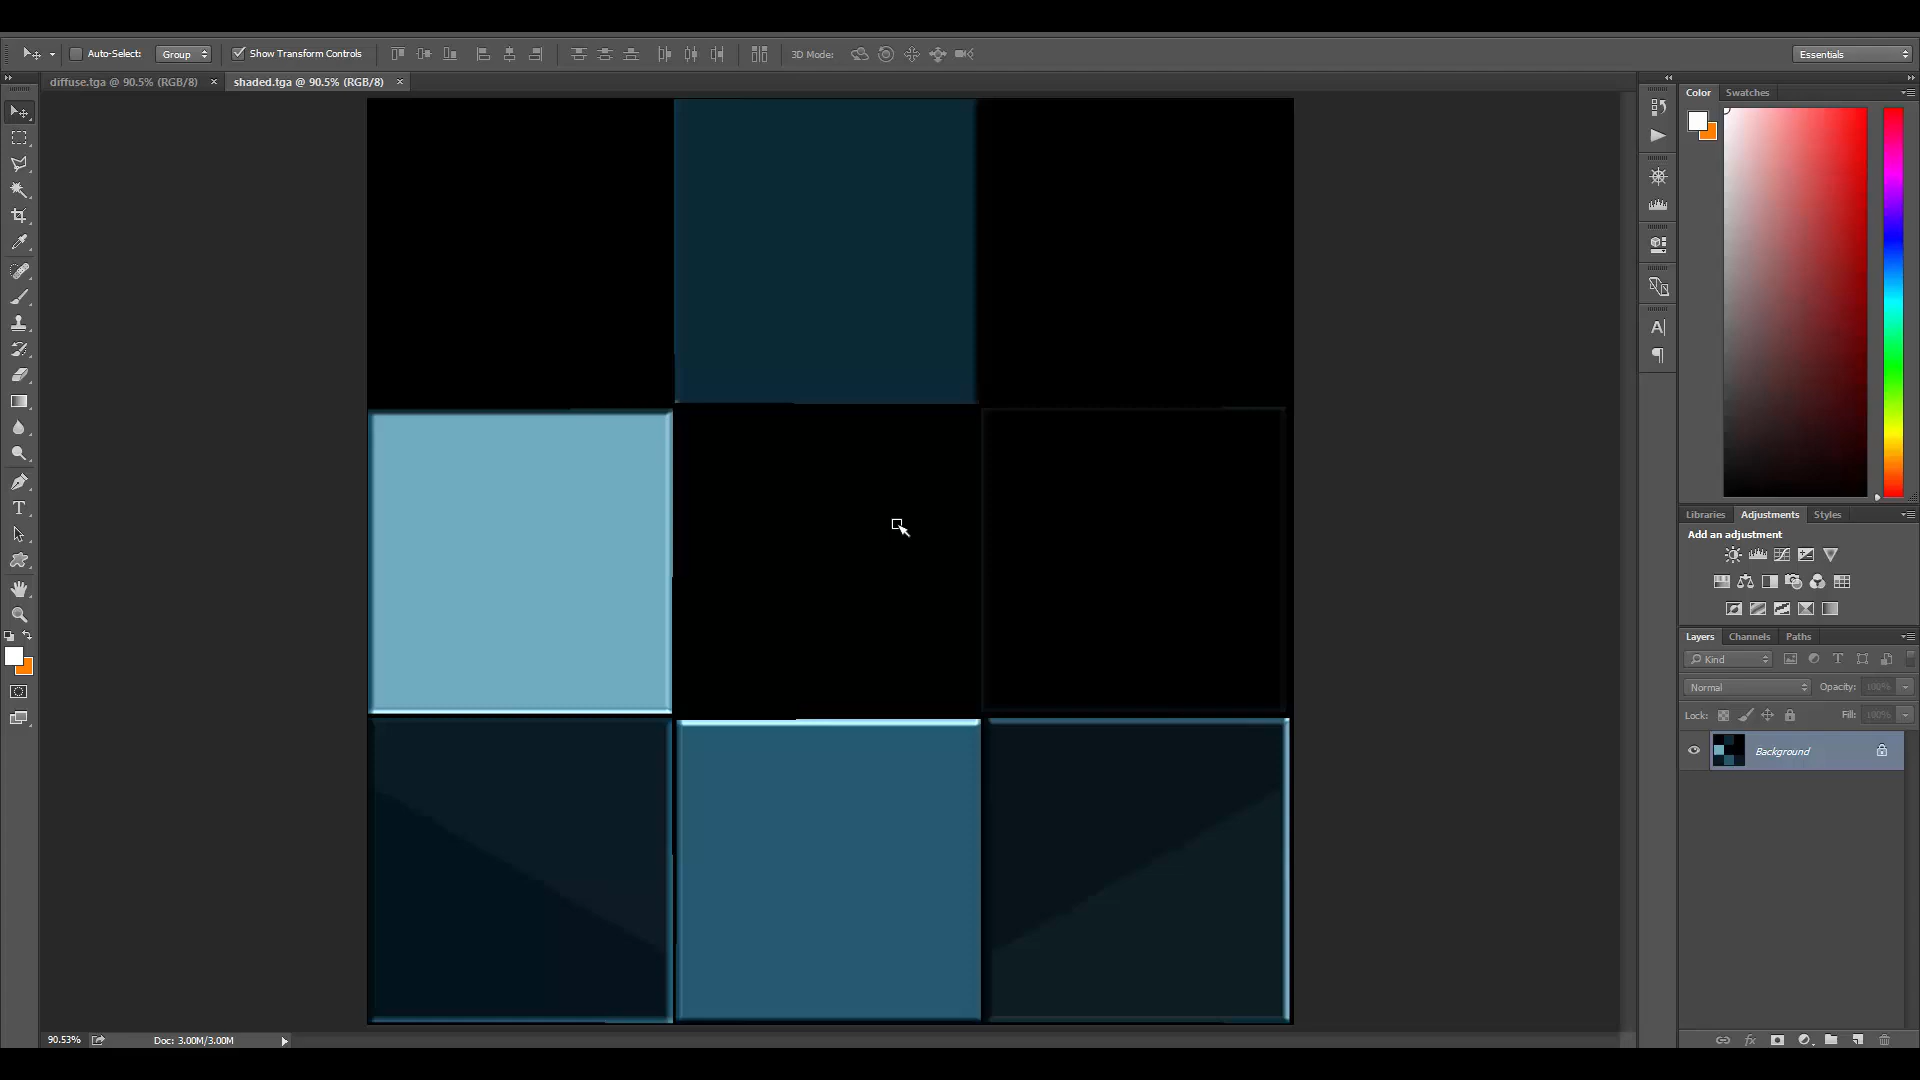 Auto-Select: Group Show Transform Controls 3D Mode: Essentials
diffuse.tga @ 90.5% (RGB/8) × shaded.tga @ 90.5% (RGB/8) ×
Color Swatches
Libraries Adjustments Styles
Add an adjustment
Layers Channels Paths
Kind
Normal Opacity: 100%
Lock: Fill: 100%
Background
90.53% Doc: 3.00M/3.00M